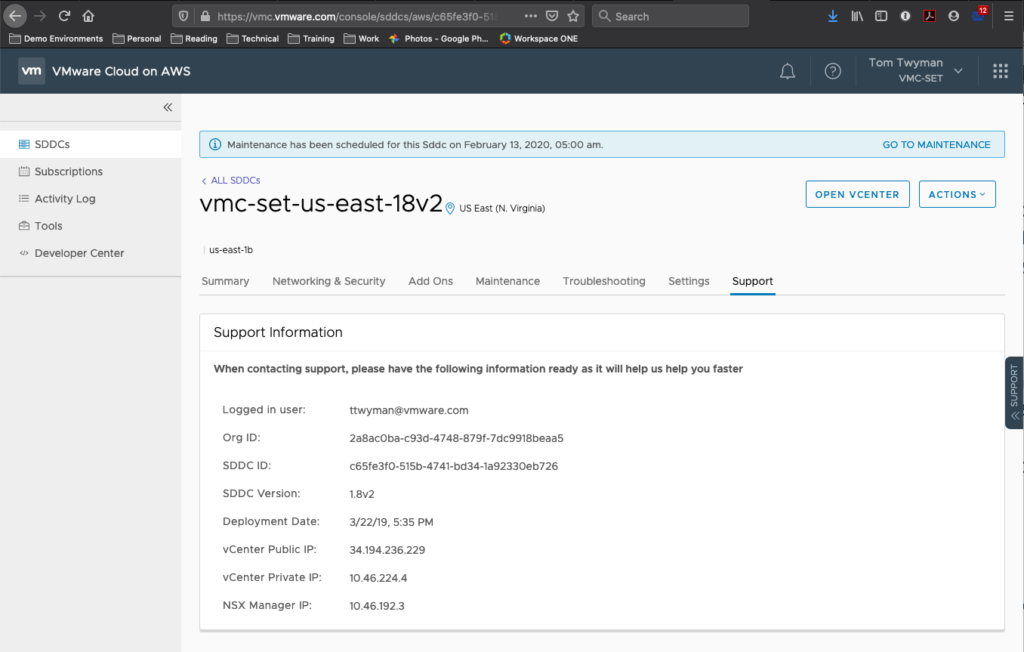 https://vmc.vmware.com/console/sddcs/aws/c65fe3f0-51
Search
12
Demo Environments Personal Reading Technical Training Work Photos - Google Ph... Workspace ONE
vm VMware Cloud on AWS
Tom Twyman
VMC-SET
SDDCs
Subscriptions
Activity Log
Tools
Developer Center
Maintenance has been scheduled for this Sddc on February 13, 2020, 05:00 am. GO TO MAINTENANCE
ALL SDDCs
vmc-set-us-east-18v2 US East (N. Virginia)
OPEN VCENTER ACTIONS
us-east-1b
Summary Networking & Security Add Ons Maintenance Troubleshooting Settings Support
Support Information
When contacting support, please have the following information ready as it will help us help you faster
Logged in user: ttwyman@vmware.com
Org ID: 2a8ac0ba-c93d-4748-879f-7dc9918beaa5
SDDC ID: c65fe3f0-515b-4741-bd34-1a92330eb726
SDDC Version: 1.8v2
Deployment Date: 3/22/19, 5:35 PM
vCenter Public IP: 34.194.236.229
vCenter Private IP: 10.46.224.4
NSX Manager IP: 10.46.192.3
SUPPORT